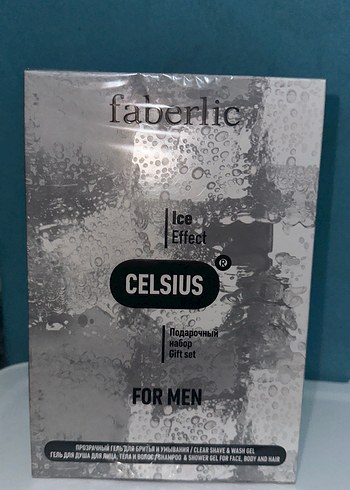 faberlic
Ice
Effect
CELSIUS ®
Подарочный
набор
Gift set
FOR MEN
ПРОЗРАЧНЫЙ ГЕЛЬ ДЛЯ БРИТЬЯ И УМЫВАНИЯ / CLEAR SHAVE & WASH GEL
ГЕЛЬ ДЛЯ ДУША ДЛЯ ЛИЦА, ТЕЛА И ВОЛОС / SHAMPOO & SHOWER GEL FOR FACE, BODY AND HAIR